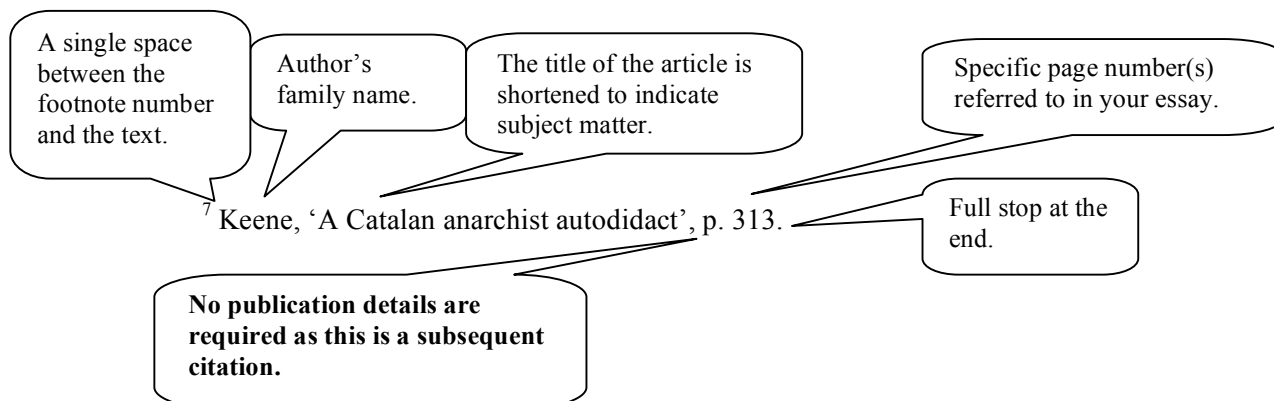 A single space
between the
footnote number
and the text.
Author’s
family name.
The title of the article is
shortened to indicate
subject matter.
Specific page number(s)
referred to in your essay.
7 Keene, ‘A Catalan anarchist autodidact’, p. 313.
Full stop at the
end.
No publication details are
required as this is a subsequent
citation.